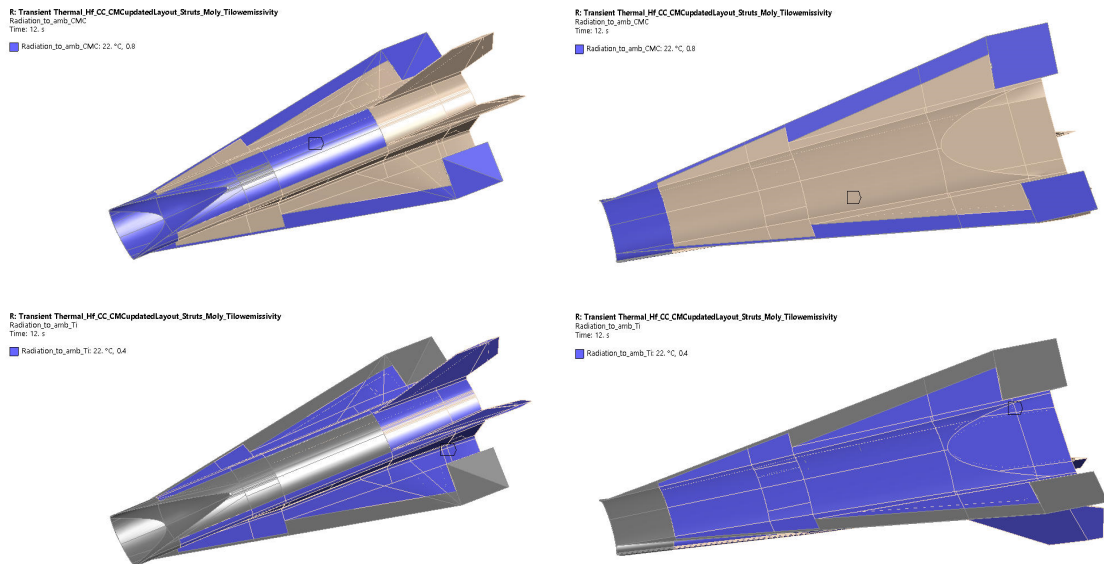 R: Transient Thermal_Hf_CC_CMCupdatedLayout_Struts_Moly_Tilowemissivity
Radiation_to_amb_CMC
Time: 12. s
Radiation_to_amb_CMC: 22. °C, 0.8
R: Transient Thermal_Hf_CC_CMCupdatedLayout_Struts_Moly_Tilowemissivity
Radiation_to_amb_CMC
Time: 12. s
Radiation_to_amb_CMC: 22. °C, 0.8
R: Transient Thermal_Hf_CC_CMCupdatedLayout_Struts_Moly_Tilowemissivity
Radiation_to_amb_Ti
Time: 12. s
Radiation_to_amb_Ti: 22. °C, 0.4
R: Transient Thermal_Hf_CC_CMCupdatedLayout_Struts_Moly_Tilowemissivity
Radiation_to_amb_Ti
Time: 12. s
Radiation_to_amb_Ti: 22. °C, 0.4